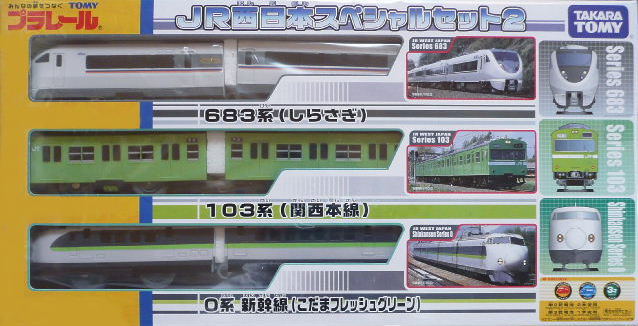 みんなのまちをつなぐ TOMY
プラレール®
JR西日本スペシャルセット2
TAKARA
TOMY
JR WEST JAPAN
Series 683
Series 683
683系(しらさぎ)
JR WEST JAPAN
Series 103
Series 103
103系(関西本線)
JR WEST JAPAN
Shinkansen Series 0
Shinkansen Series 0
0系 新幹線(こだまフレッシュグリーン)